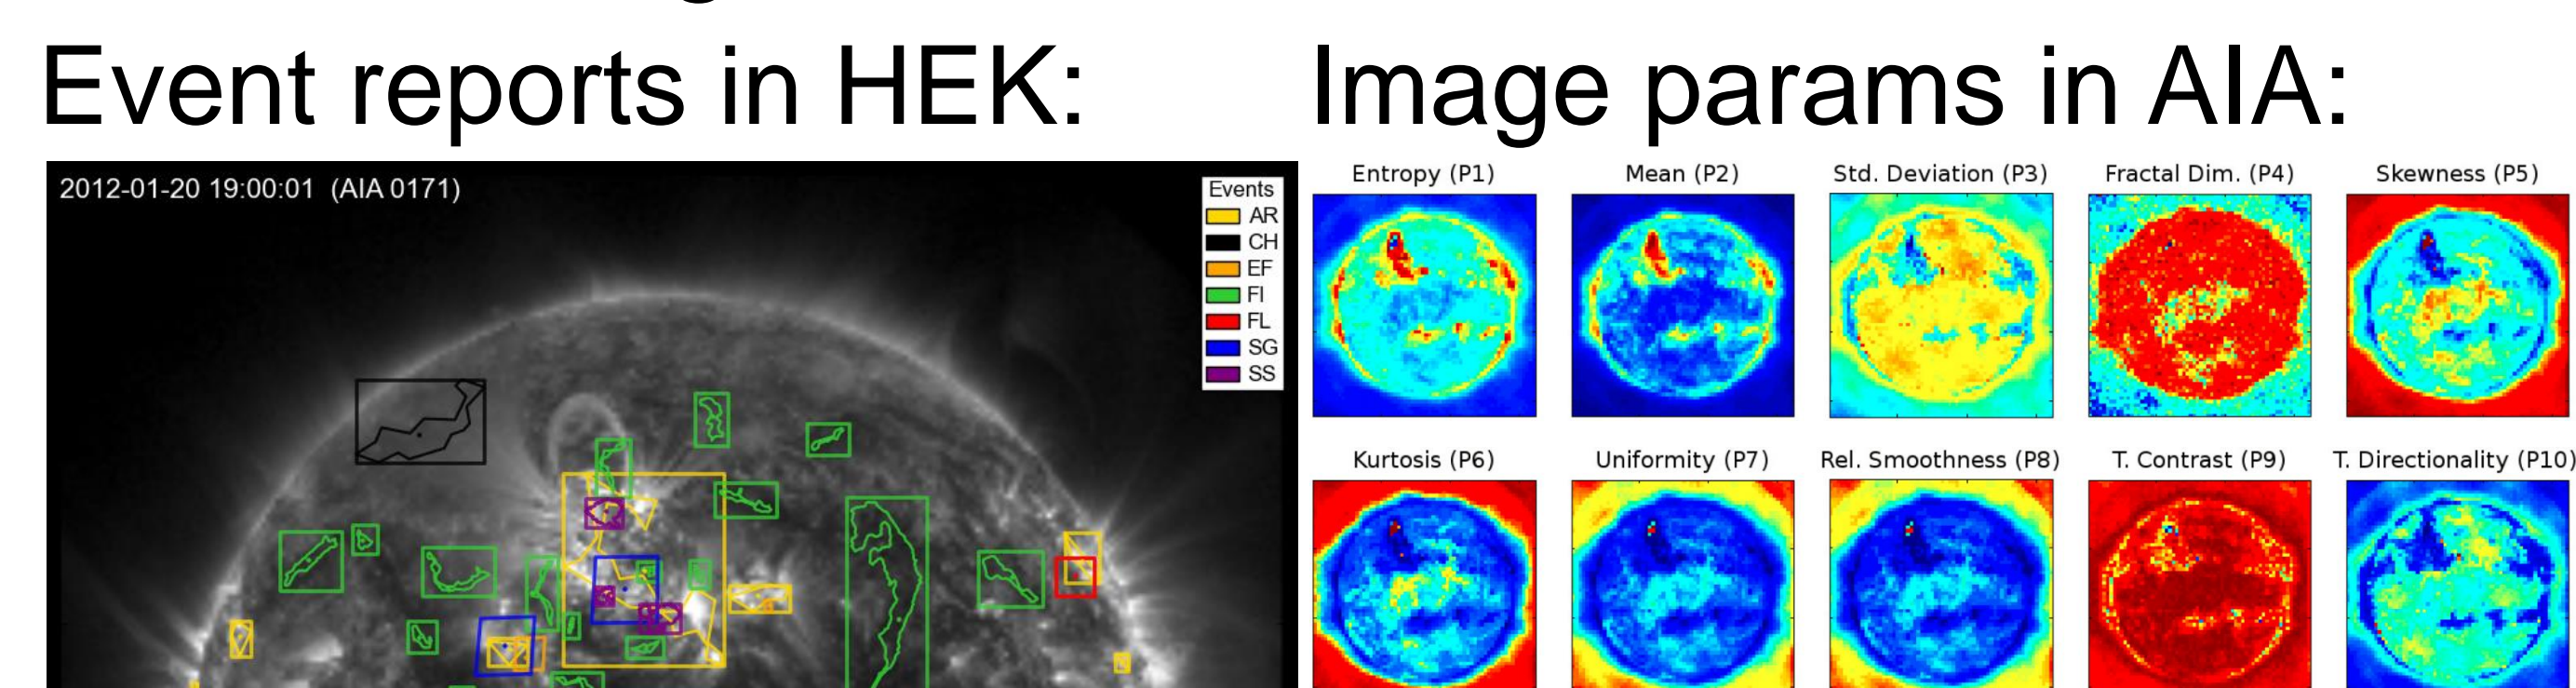 Event reports in HEK:
Image params in AIA:
2012-01-20 19:00:01 (AIA 0171)
Events
AR
CH
EF
FI
FL
SG
SS
Entropy (P1)
Mean (P2)
Std. Deviation (P3)
Fractal Dim. (P4)
Skewness (P5)
Kurtosis (P6)
Uniformity (P7)
Rel. Smoothness (P8)
T. Contrast (P9)
T. Directionality (P10)